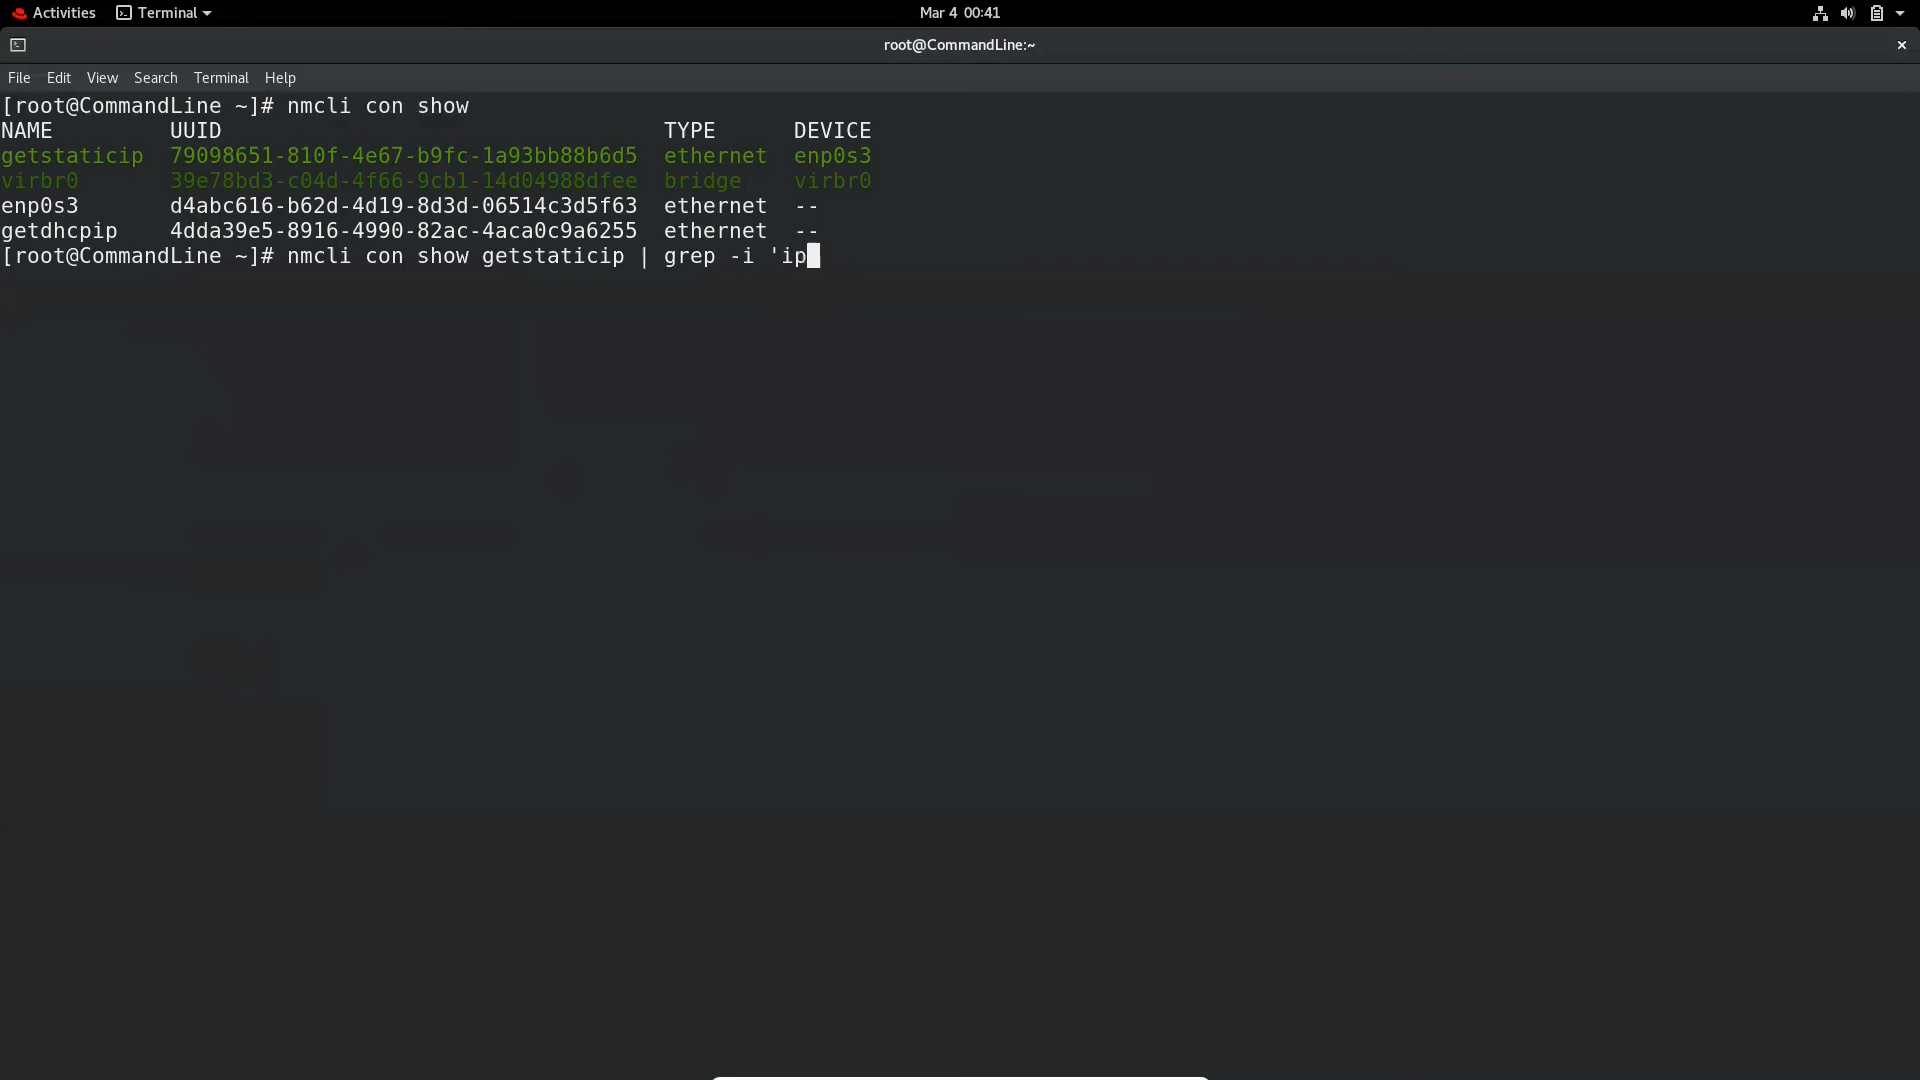 Activities Terminal Mar 4 00:41
root@CommandLine:~
File Edit View Search Terminal Help
[root@CommandLine ~]# nmcli con show
NAME UUID TYPE DEVICE
getstaticip 79098651-810f-4e67-b9fc-1a93bb88b6d5 ethernet enp0s3
virbr0 39e78bd3-c04d-4f66-9cb1-14d04988dfee bridge virbr0
enp0s3 d4abc616-b62d-4d19-8d3d-06514c3d5f63 ethernet --
getdhcpip 4dda39e5-8916-4990-82ac-4aca0c9a6255 ethernet --
[root@CommandLine ~]# nmcli con show getstaticip | grep -i 'ip